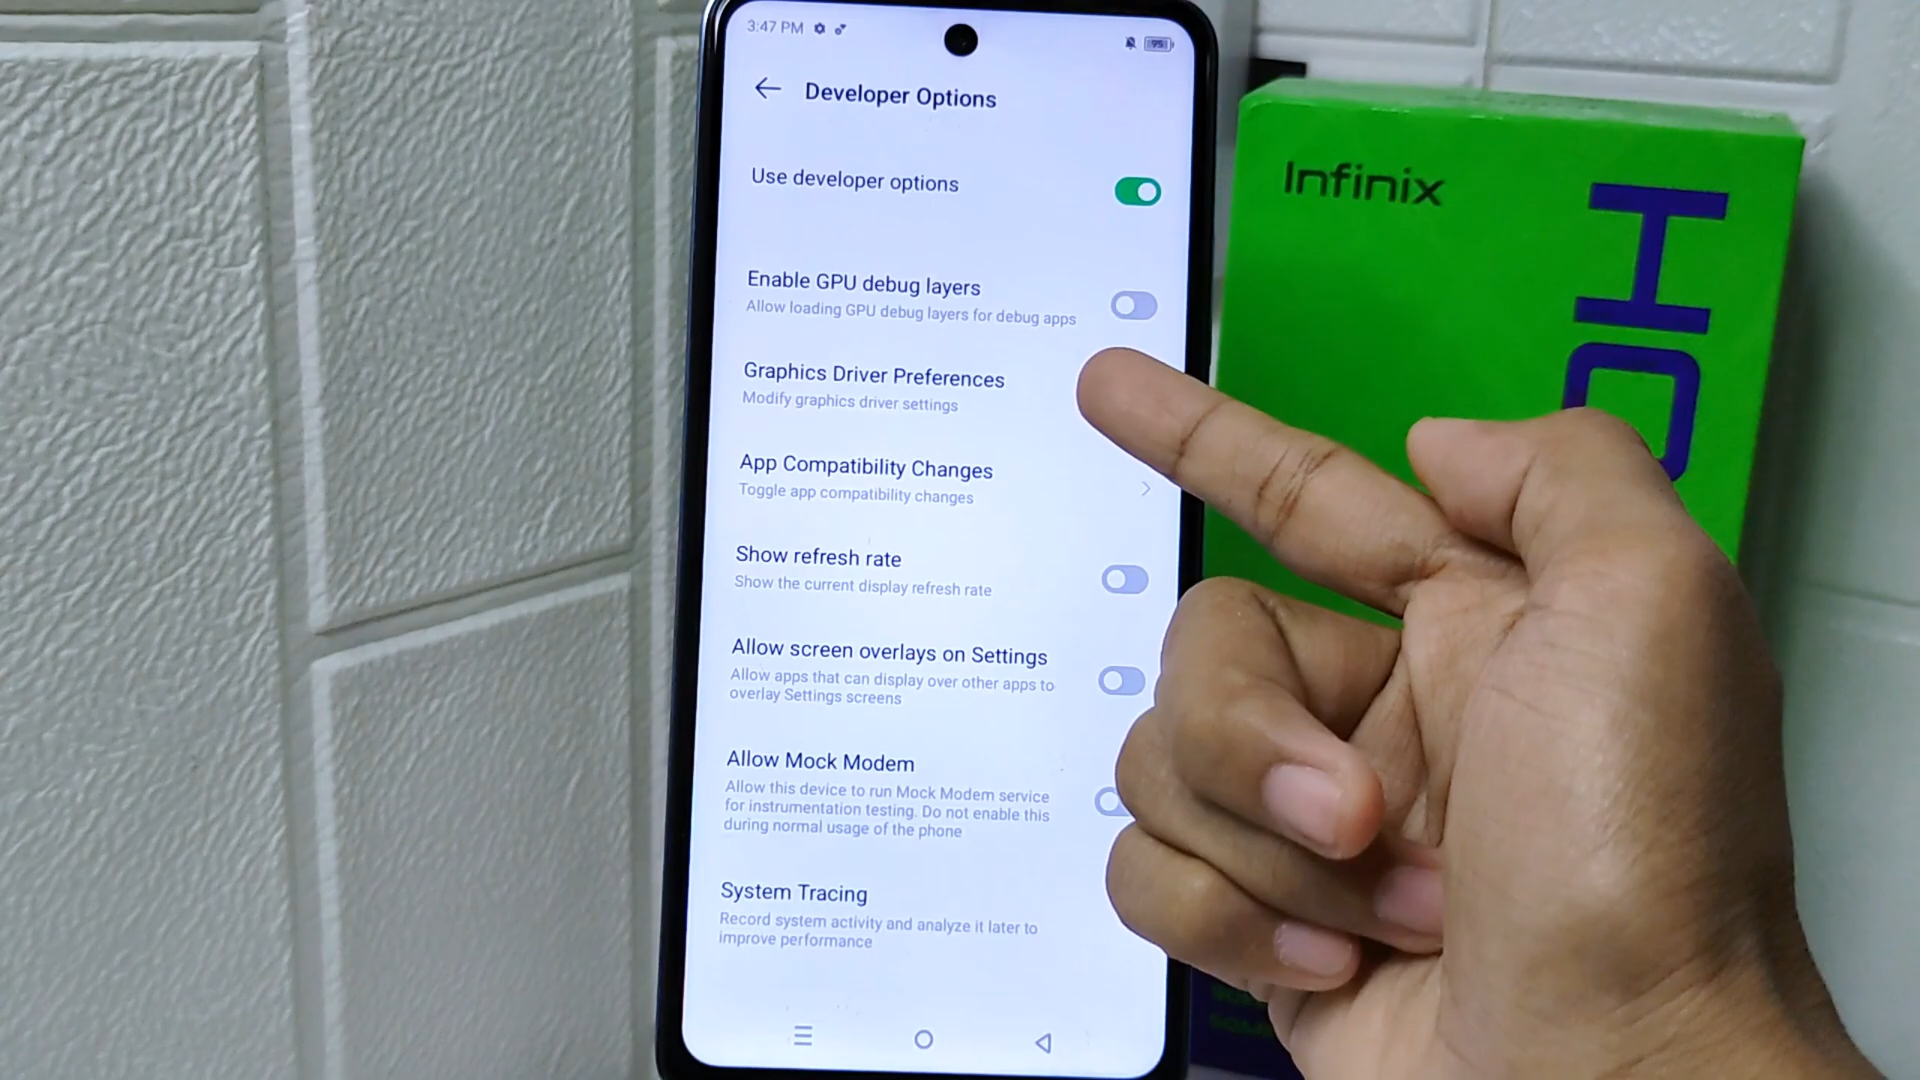 3:47 PM
95
Developer Options
Use developer options
Enable GPU debug layers
Allow loading GPU debug layers for debug apps
Graphics Driver Preferences
Modify graphics driver settings
App Compatibility Changes
Toggle app compatibility changes
Show refresh rate
Show the current display refresh rate
Allow screen overlays on Settings
Allow apps that can display over other apps to
overlay Settings screens
Allow Mock Modem
Allow this device to run Mock Modem service
for instrumentation testing. Do not enable this
during normal usage of the phone
System Tracing
Record system activity and analyze it later to
improve performance
Infinix
HO